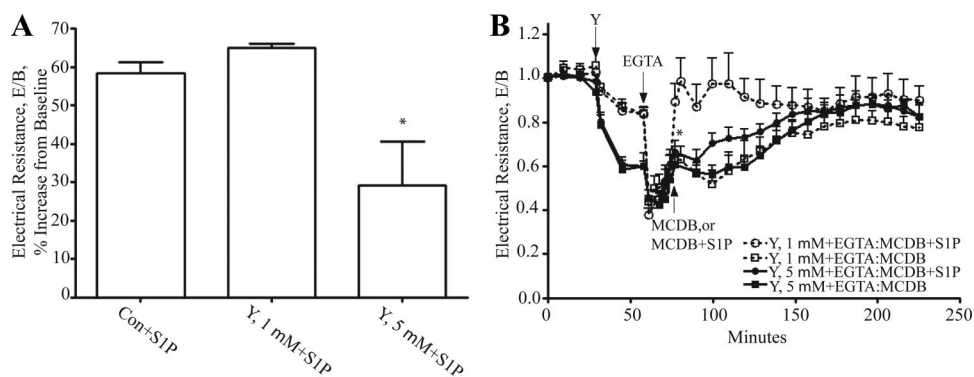 A
Electrical Resistance, E/B,
% Increase from Baseline
70
60
50
40
30
20
10
0
*
Con+S1P
Y, 1 mM+S1P
Y, 5 mM+S1P
B
Electrical Resistance, E/B
1.2
1.0
0.8
0.6
0.4
0.2
0.0
Y
EGTA
*
MCDB,or
MCDB+S1P
Y, 1 mM+EGTA:MCDB+S1P
Y, 1 mM+EGTA:MCDB
Y, 5 mM+EGTA:MCDB+S1P
Y, 5 mM+EGTA:MCDB
0
50
100
150
200
250
Minutes